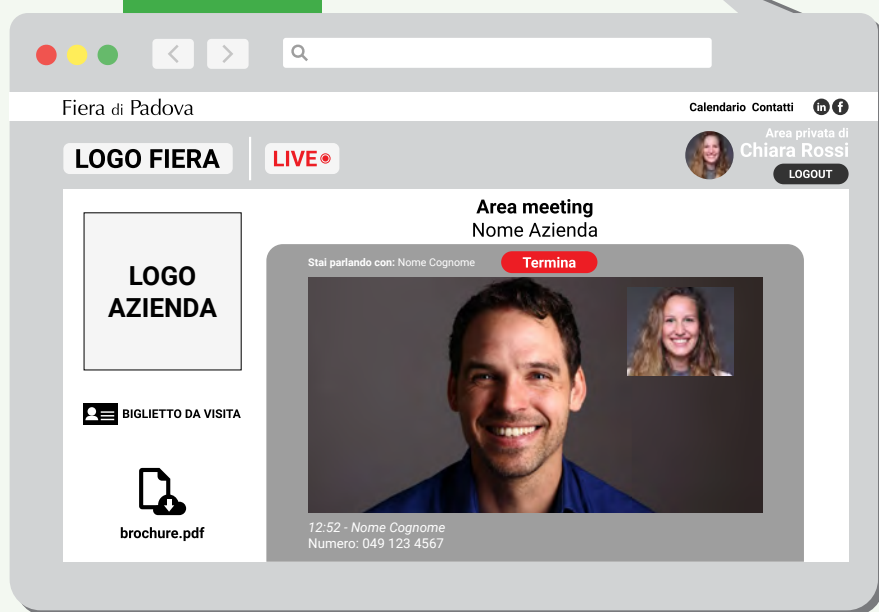 Fiera di Padova
Calendario Contatti
in f
LOGO FIERA
LIVE
Area privata di
Chiara Rossi
LOGOUT
Area meeting
Nome Azienda
LOGO
AZIENDA
Stai parlando con: Nome Cognome
Termina
BIGLIETTO DA VISITA
brochure.pdf
12:52 - Nome Cognome
Numero: 049 123 4567